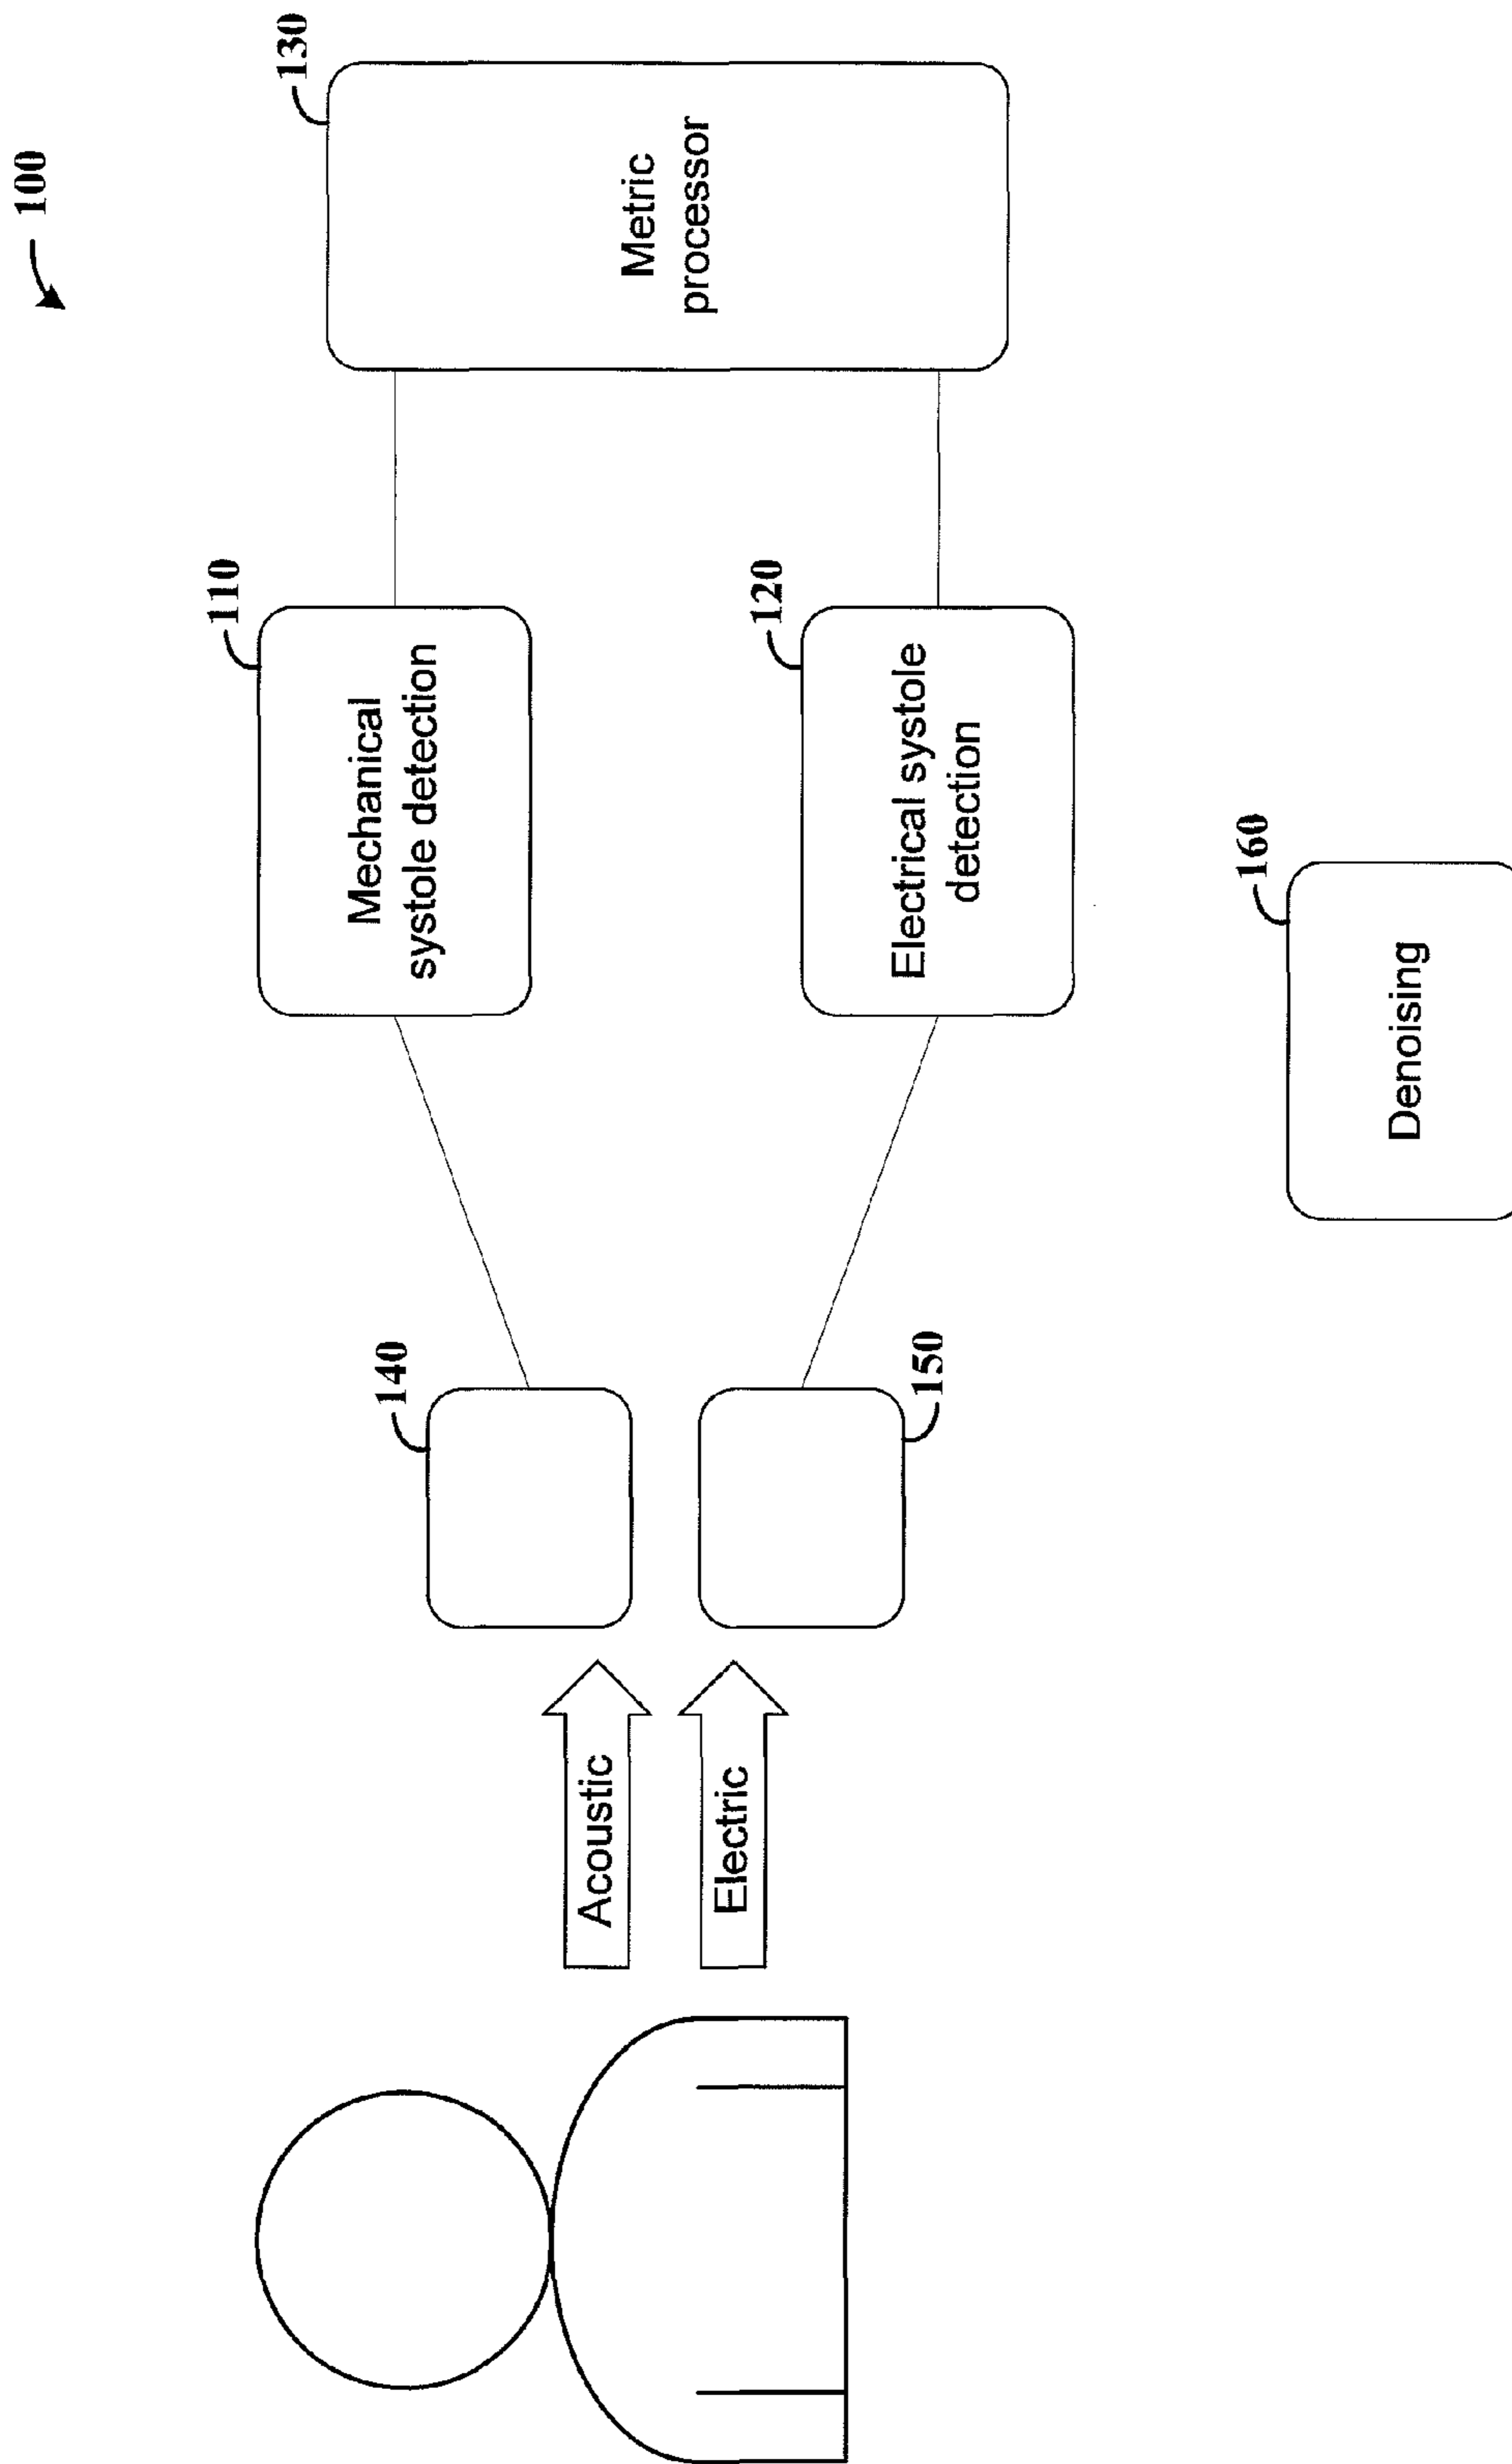 100
130
Metric
processor
110
Mechanical
systole detection
120
Electrical systole
detection
140
150
Acoustic
Electric
160
Denoising